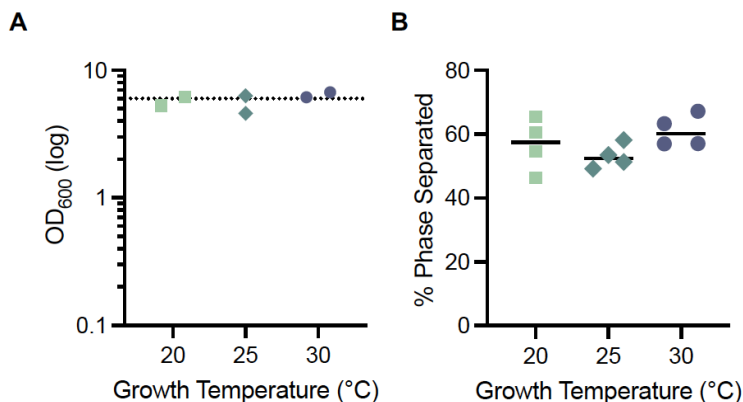 A
OD600 (log)
10
1
0.1
20 25 30
Growth Temperature (°C)
B
% Phase Separated
80
60
40
20
0
20 25 30
Growth Temperature (°C)